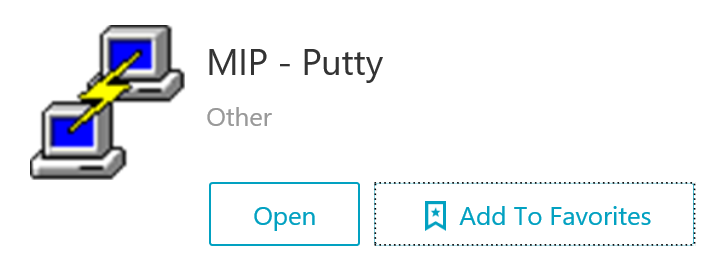 MIP - Putty
Other
Open
Add To Favorites